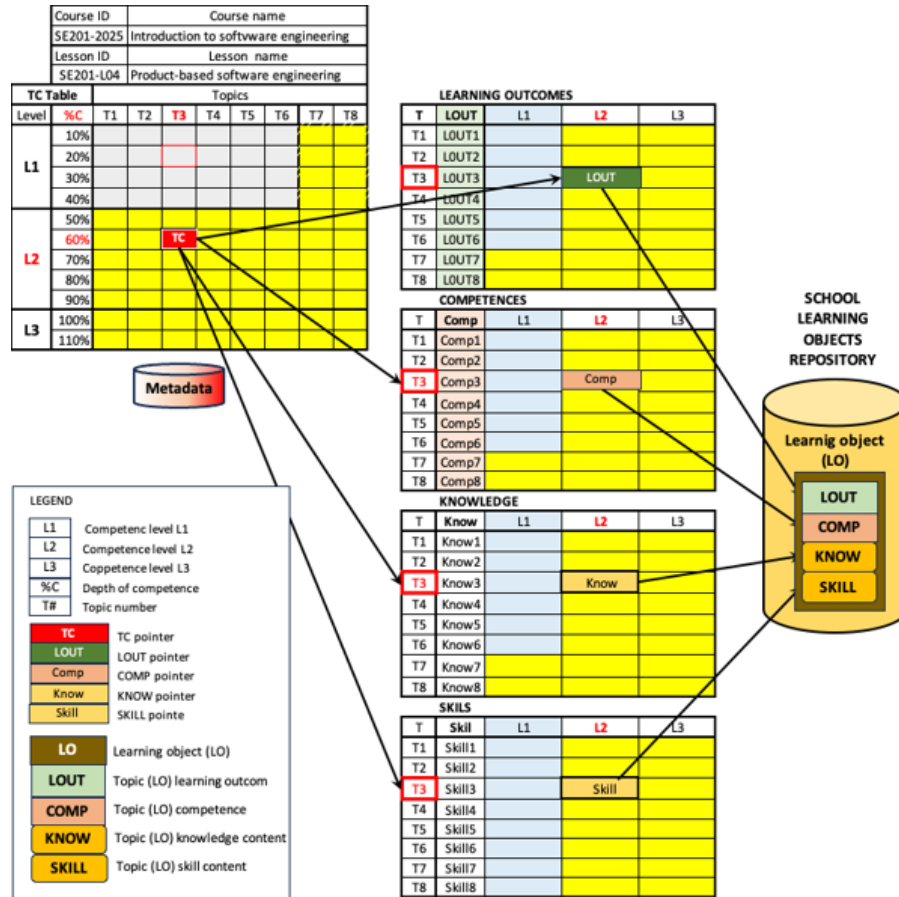 Course ID Course name
SE201-2025 Introduction to softvware engineering
Lesson ID Lesson name
SE201-L04 Product-based software engineering
TC Table Topics
Level %C T1 T2 T3 T4 T5 T6 T7 T8
L1
10%
20%
30%
40%
L2
50%
60% TC
70%
80%
90%
L3
100%
110%
Metadata
LEARNING OUTCOMES
T LOUT L1 L2 L3
T1 LOUT1
T2 LOUT2
T3 LOUT3 LOUT
T4 LOUT4
T5 LOUT5
T6 LOUT6
T7 LOUT7
T8 LOUT8
COMPETENCES
T Comp L1 L2 L3
T1 Comp1
T2 Comp2
T3 Comp3 Comp
T4 Comp4
T5 Comp5
T6 Comp6
T7 Comp7
T8 Comp8
KNOWLEDGE
T Know L1 L2 L3
T1 Know1
T2 Know2
T3 Know3 Know
T4 Know4
T5 Know5
T6 Know6
T7 Know7
T8 Know8
SKILS
T Skil L1 L2 L3
T1 Skill1
T2 Skill2
T3 Skill3 Skill
T4 Skill4
T5 Skill5
T6 Skill6
T7 Skill7
T8 Skill8
SCHOOL
LEARNING
OBJECTS
REPOSITORY
Learnig object
(LO)
LOUT
COMP
KNOW
SKILL
LEGEND
L1 Competenc level L1
L2 Competence level L2
L3 Coppetence level L3
%C Depth of competence
T# Topic number
TC TC pointer
LOUT LOUT pointer
Comp COMP pointer
Know KNOW pointer
Skill SKILL pointe
LO Learning object (LO)
LOUT Topic (LO) learning outcom
COMP Topic (LO) competence
KNOW Topic (LO) knowledge content
SKILL Topic (LO) skill content